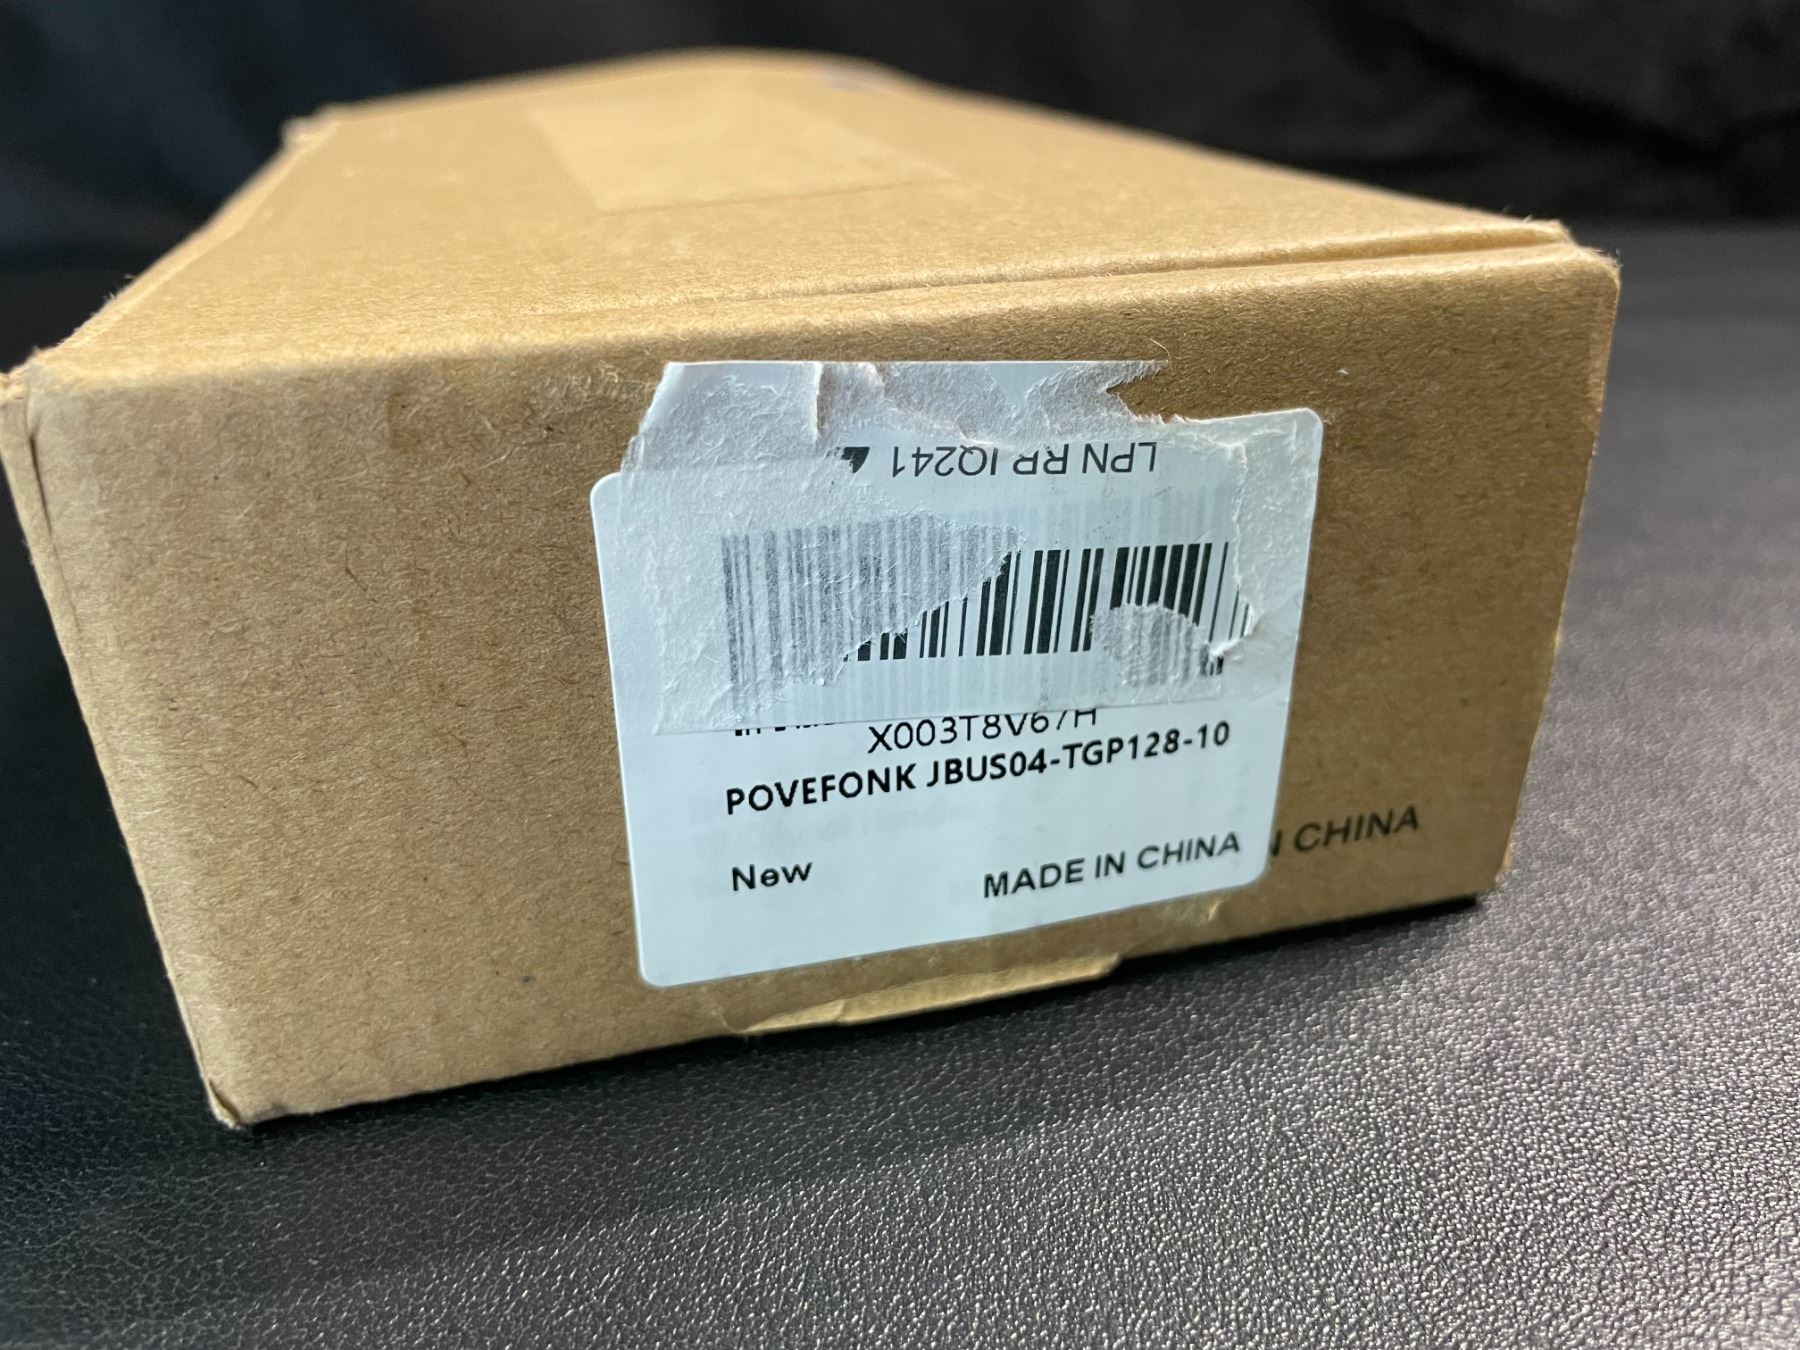 LPN RR IQ241
X003T8V67H
POVEFONK JBUS04-TGP128-10
New
MADE IN CHINA
CHINA